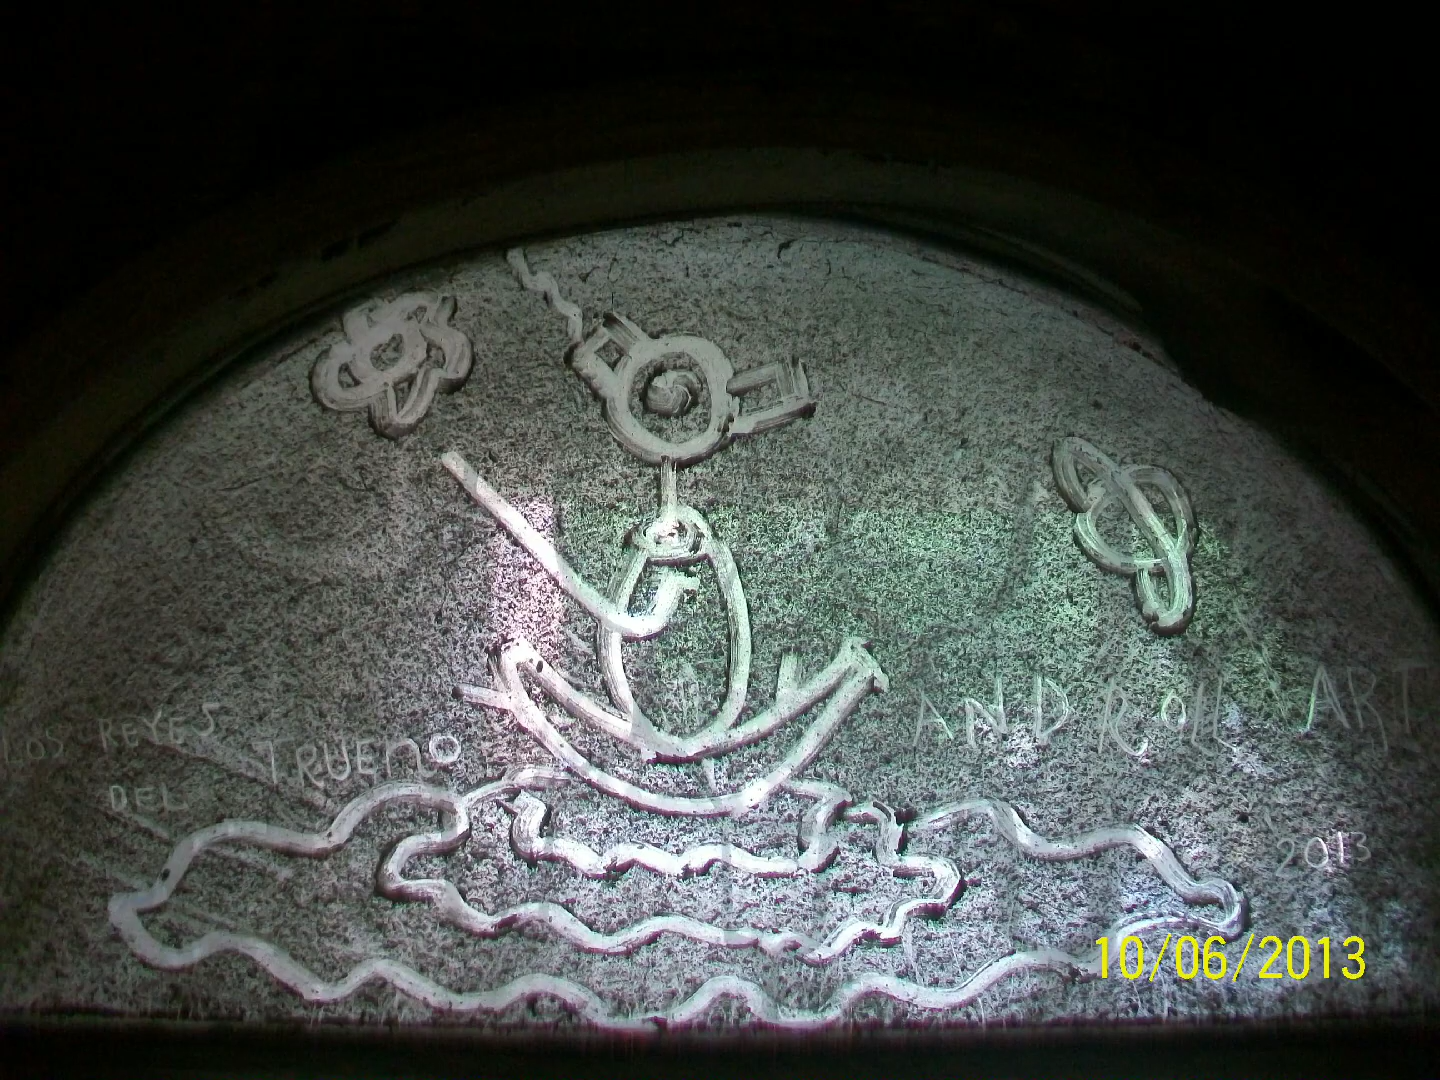 LOS REYES
DEL
TRUENO
ANDROLL ART
2013
10/06/2013